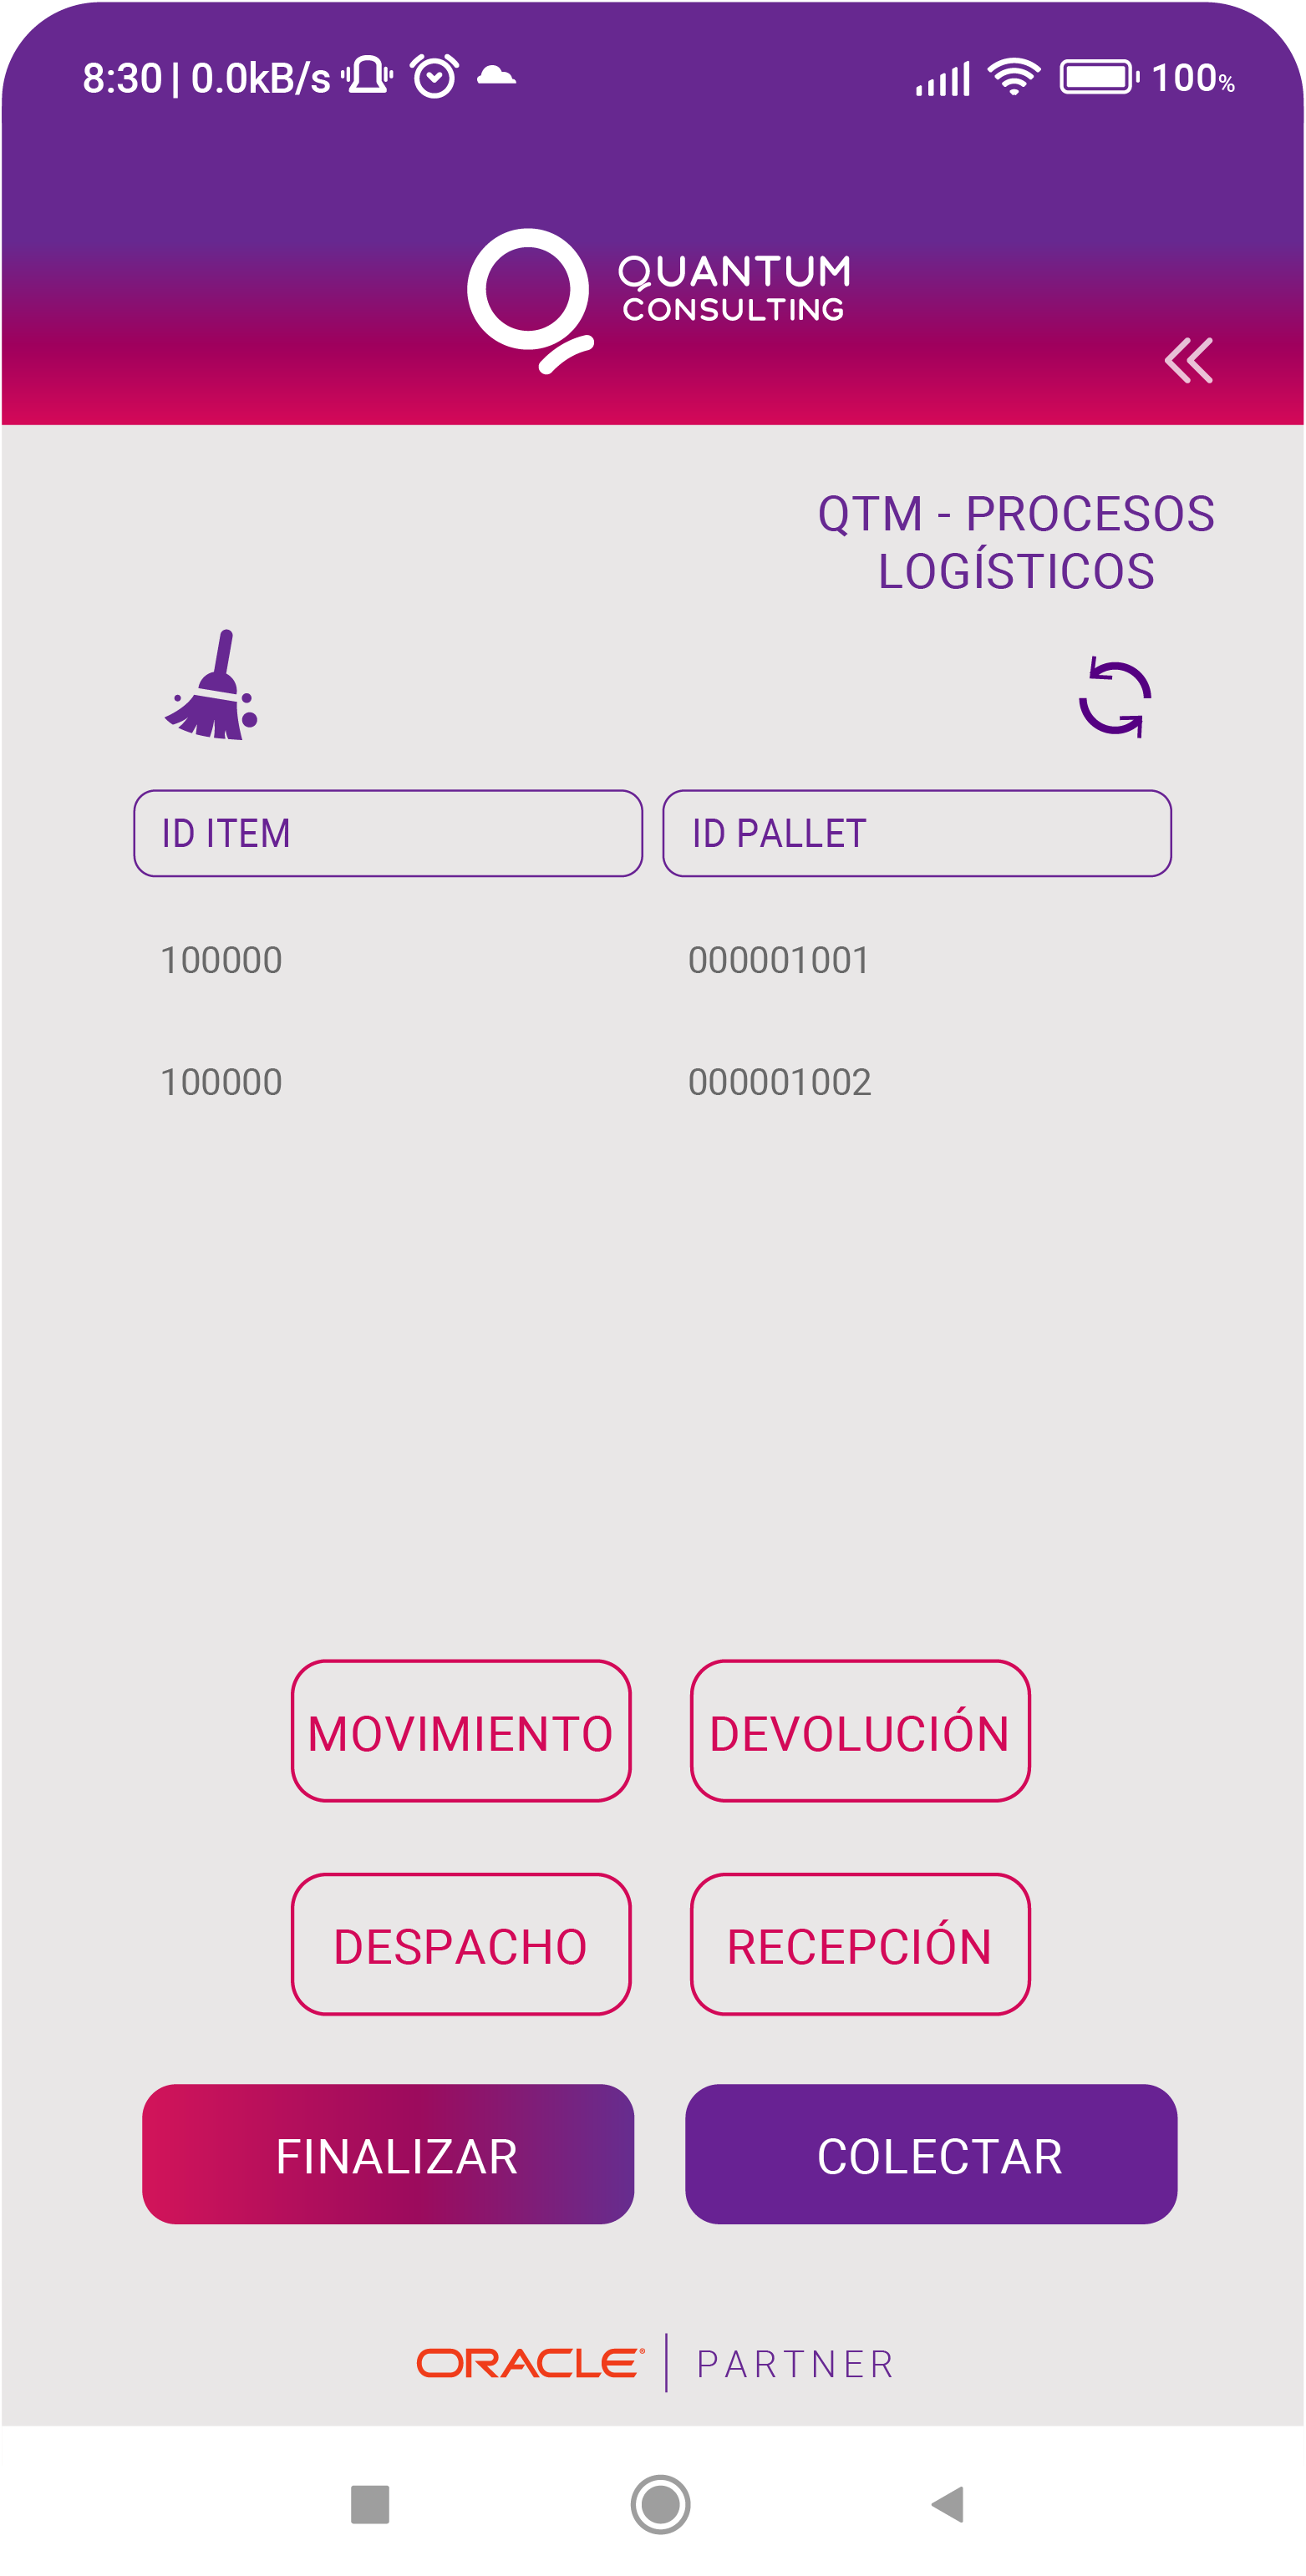 8:30 | 0.0kB/s 100%
QUANTUM
CONSULTING
QTM - PROCESOS
LOGÍSTICOS
ID ITEM ID PALLET
100000 000001001
100000 000001002
MOVIMIENTO DEVOLUCIÓN
DESPACHO RECEPCIÓN
FINALIZAR COLECTAR
ORACLE® | PARTNER